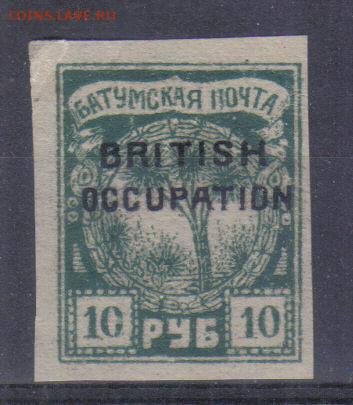 COINS.LAVE.RU
БАТУМСКАЯ ПОЧТА
BRITISH
OCCUPATION
10 РУБ 10